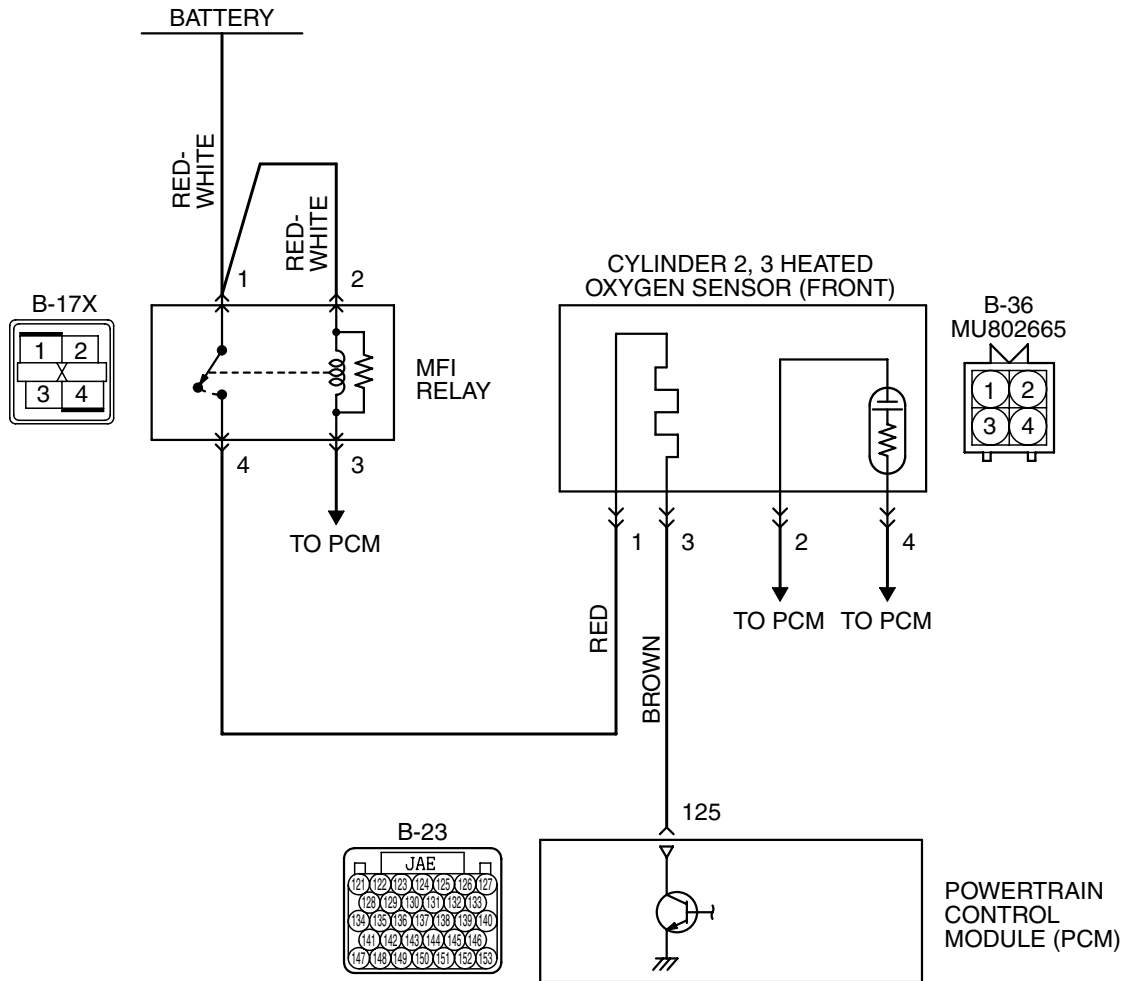 BATTERY
RED-
WHITE
RED-
WHITE
1
2
B-17X
1 2
3 4
MFI
RELAY
4
3
TO PCM
CYLINDER 2, 3 HEATED
OXYGEN SENSOR (FRONT)
B-36
MU802665
1 2
3 4
1
3
2
4
TO PCM
TO PCM
RED
BROWN
125
B-23
JAE
121 122 123 124 125 126 127
128 129 130 131 132 133
134 135 136 137 138 139 140
141 142 143 144 145 146
147 148 149 150 151 152 153
POWERTRAIN
CONTROL
MODULE (PCM)